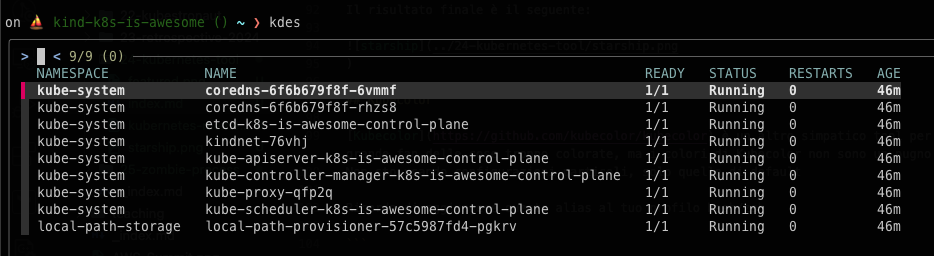 on ⛵ kind-k8s-is-awesome () ~ ❯ kdes
> < 9/9 (0)
NAMESPACE NAME READY STATUS RESTARTS AGE
kube-system coredns-6f6b679f8f-6vmmf 1/1 Running 0 46m
kube-system coredns-6f6b679f8f-rhzs8 1/1 Running 0 46m
kube-system etcd-k8s-is-awesome-control-plane 1/1 Running 0 46m
kube-system kindnet-76vhj 1/1 Running 0 46m
kube-system kube-apiserver-k8s-is-awesome-control-plane 1/1 Running 0 46m
kube-system kube-controller-manager-k8s-is-awesome-control-plane 1/1 Running 0 46m
kube-system kube-proxy-qfp2q 1/1 Running 0 46m
kube-system kube-scheduler-k8s-is-awesome-control-plane 1/1 Running 0 46m
local-path-storage local-path-provisioner-57c5987fd4-pgkrv 1/1 Running 0 46m